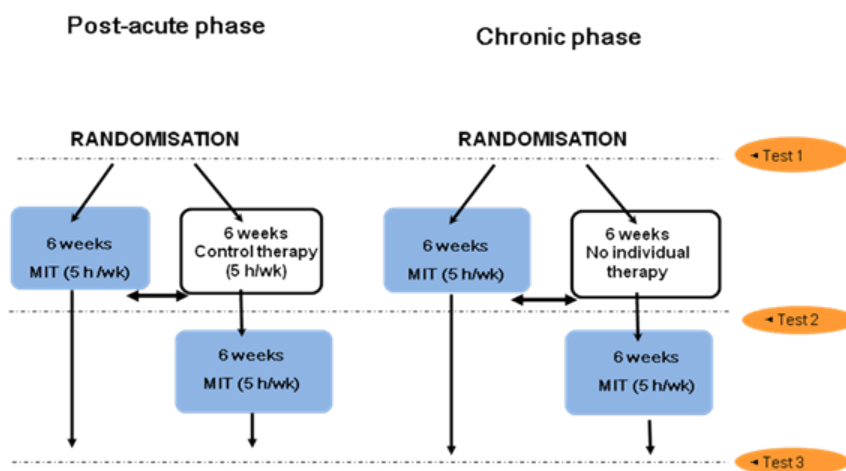 Post-acute phase
Chronic phase
RANDOMISATION
RANDOMISATION
◄ Test 1
6 weeks
MIT (5 h/wk)
6 weeks
Control therapy
(5 h/wk)
6 weeks
MIT (5 h/wk)
6 weeks
No individual
therapy
◄ Test 2
6 weeks
MIT (5 h/wk)
6 weeks
MIT (5 h/wk)
◄ Test 3